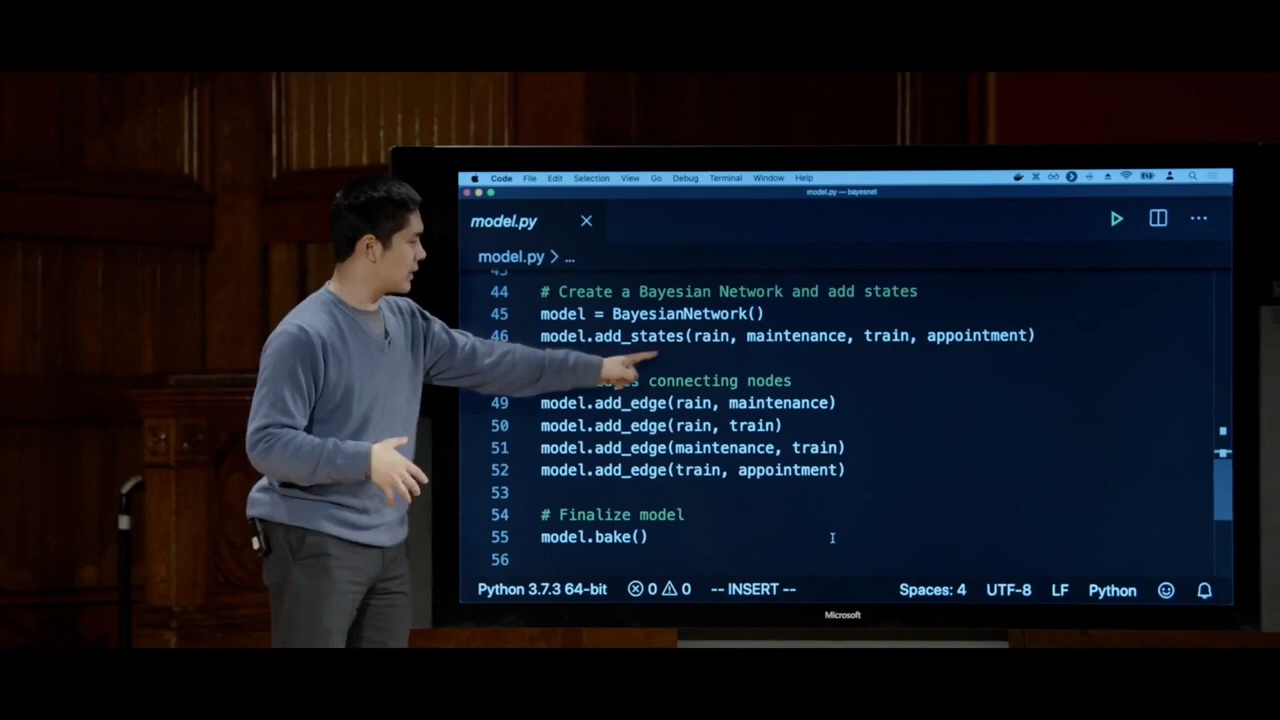 Code File Edit Selection View Go Debug Terminal Window Help
model.py — bayesnet
model.py
model.py > ...
43
44 # Create a Bayesian Network and add states
45 model = BayesianNetwork()
46 model.add_states(rain, maintenance, train, appointment)
connecting nodes
49 model.add_edge(rain, maintenance)
50 model.add_edge(rain, train)
51 model.add_edge(maintenance, train)
52 model.add_edge(train, appointment)
53
54 # Finalize model
55 model.bake()
56
Python 3.7.3 64-bit 0 0 -- INSERT -- Spaces: 4 UTF-8 LF Python
Microsoft